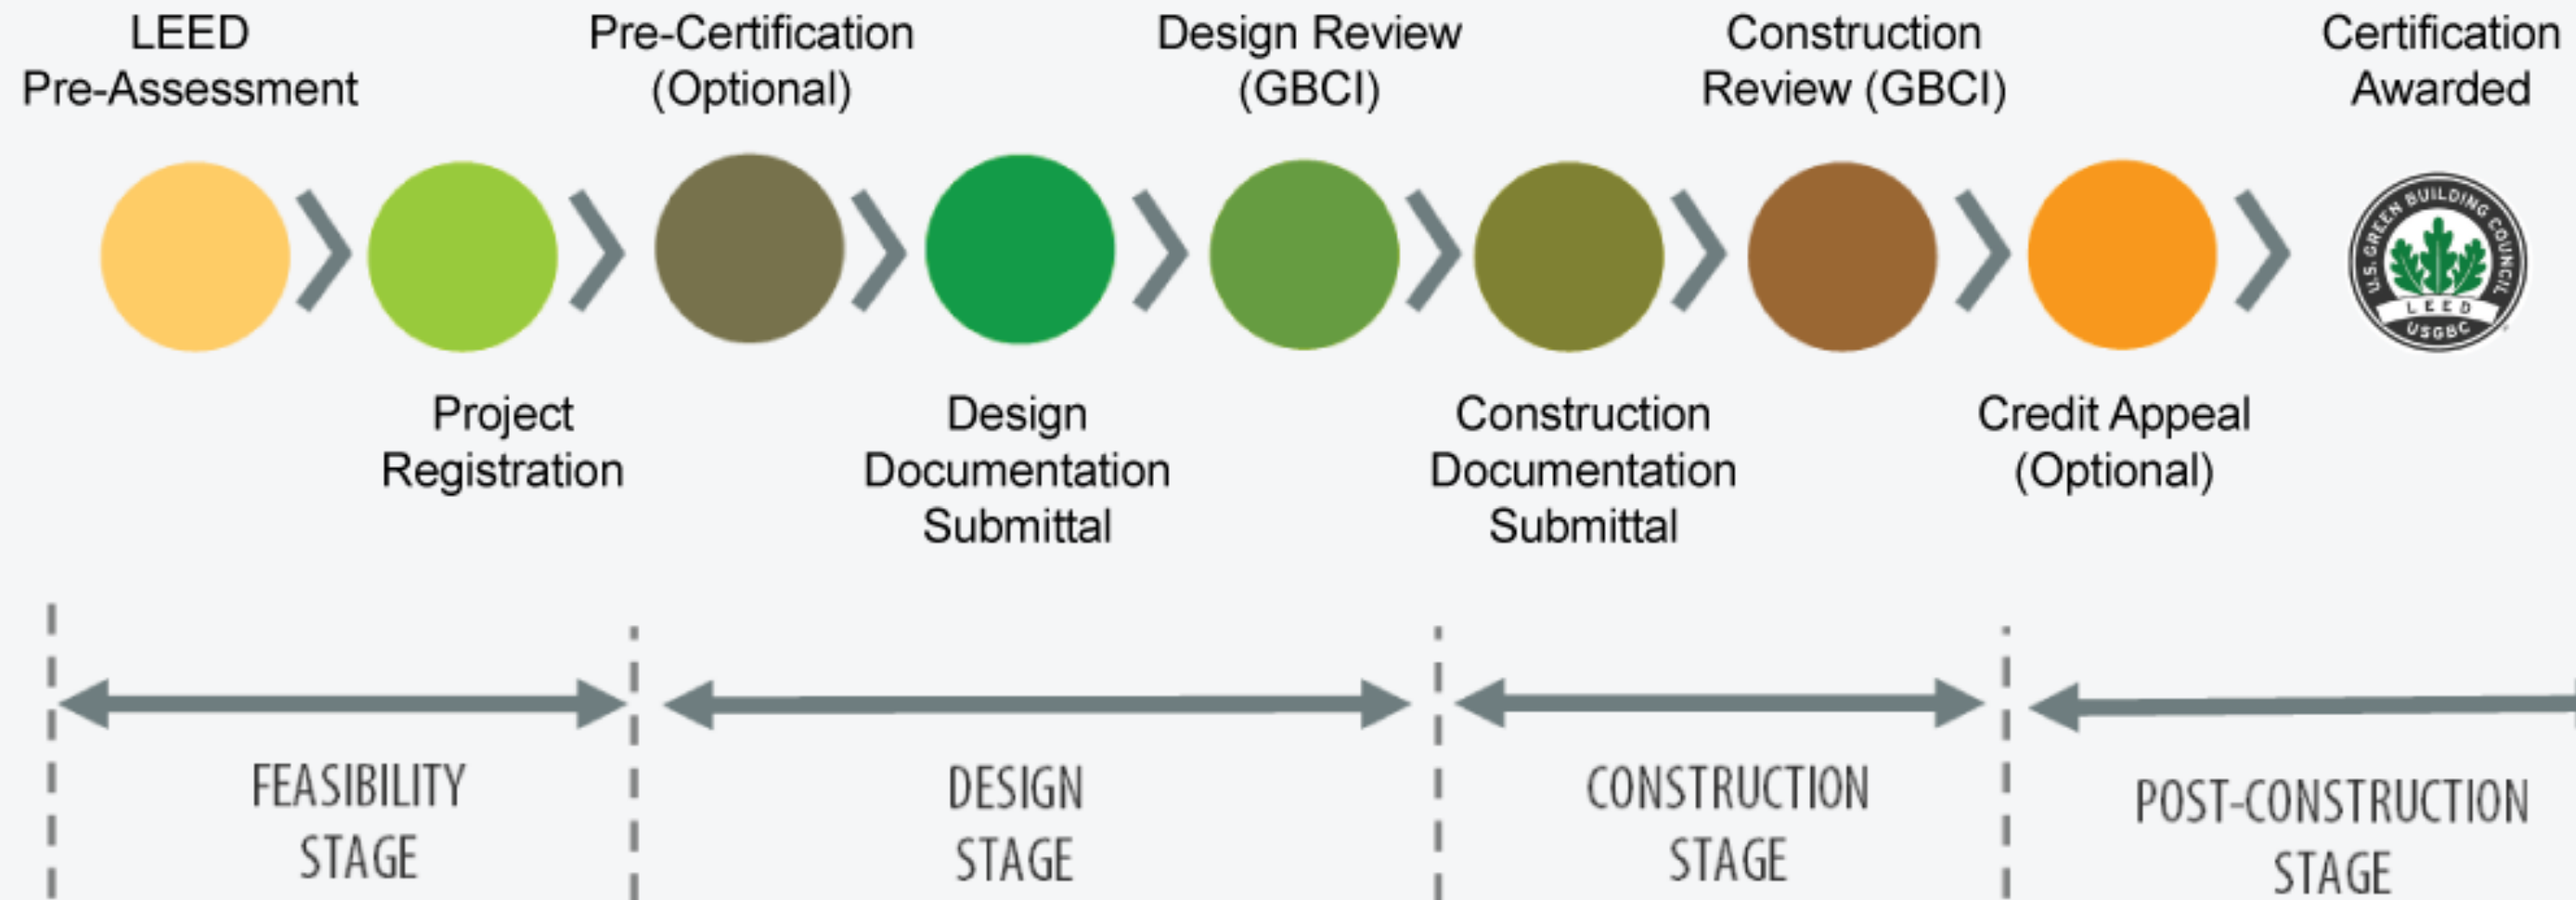 LEED
Pre-Assessment
Pre-Certification
(Optional)
Design Review
(GBCI)
Construction
Review (GBCI)
Certification
Awarded
U.S. GREEN BUILDING COUNCIL
LEED
USGBC
Project
Registration
Design
Documentation
Submittal
Construction
Documentation
Submittal
Credit Appeal
(Optional)
FEASIBILITY
STAGE
DESIGN
STAGE
CONSTRUCTION
STAGE
POST-CONSTRUCTION
STAGE